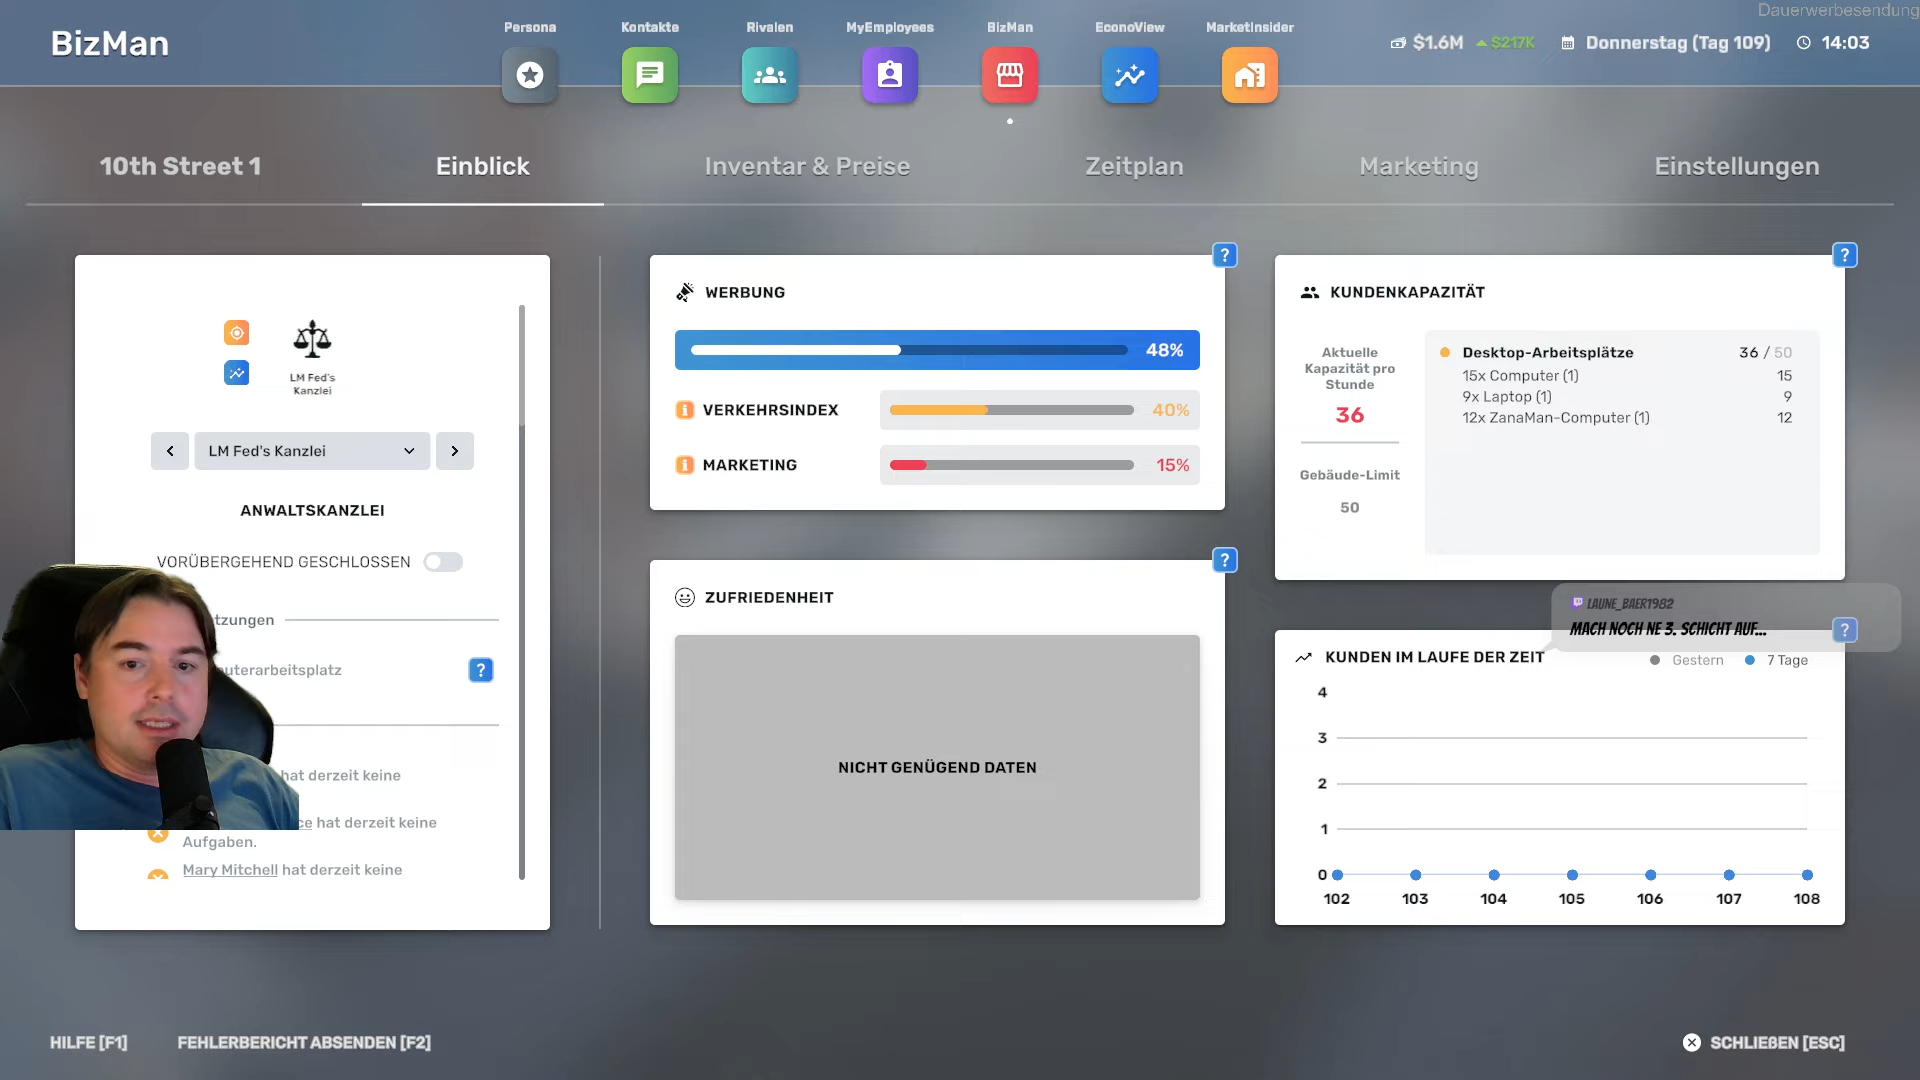 Dauerwerbesendung
BizMan
Persona
Kontakte
Rivalen
MyEmployees
BizMan
EconoView
MarketInsider
$1.6M
$217K
Donnerstag (Tag 109)
14:03
10th Street 1
Einblick
Inventar & Preise
Zeitplan
Marketing
Einstellungen
LM Fed's
Kanzlei
LM Fed's Kanzlei
ANWALTSKANZLEI
VORÜBERGEHEND GESCHLOSSEN
tzungen
uterarbeitsplatz
?
hat derzeit keine
ce hat derzeit keine
Aufgaben.
Mary Mitchell hat derzeit keine
?
WERBUNG
48%
VERKEHRSINDEX
40%
MARKETING
15%
?
ZUFRIEDENHEIT
NICHT GENÜGEND DATEN
?
KUNDENKAPAZITÄT
Aktuelle
Kapazität pro
Stunde
36
Gebäude-Limit
50
Desktop-Arbeitsplätze 36 / 50
15x Computer (1) 15
9x Laptop (1) 9
12x ZanaMan-Computer (1) 12
LAUNE_BAER1982
MACH NOCH NE 3. SCHICHT AUF...
?
KUNDEN IM LAUFE DER ZEIT
Gestern
7 Tage
4
3
2
1
0
102 103 104 105 106 107 108
HILFE [F1]
FEHLERBERICHT ABSENDEN [F2]
SCHLIEẞEN [ESC]